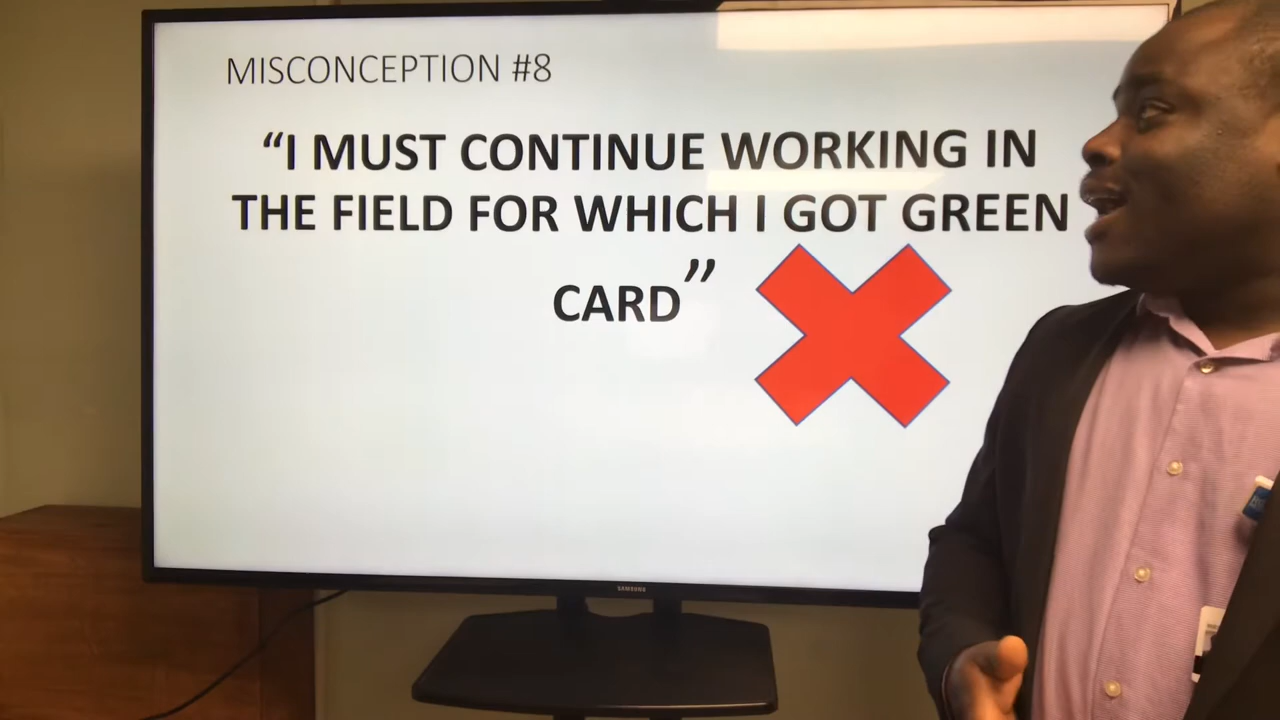 MISCONCEPTION #8
“I MUST CONTINUE WORKING IN
THE FIELD FOR WHICH I GOT GREEN
CARD”
SAMSUNG